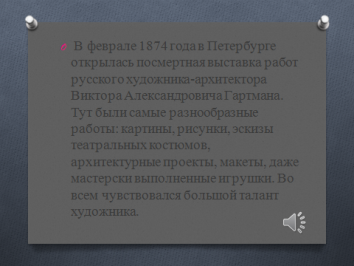 В феврале 1874 года в Петербурге
открылась посмертная выставка работ
русского художника-архитектора
Виктора Александровича Гартмана.
Тут были самые разнообразные
работы: картины, рисунки, эскизы
театральных костюмов,
архитектурные проекты, макеты, даже
мастерски выполненные игрушки. Во
всем чувствовался большой талант
художника.